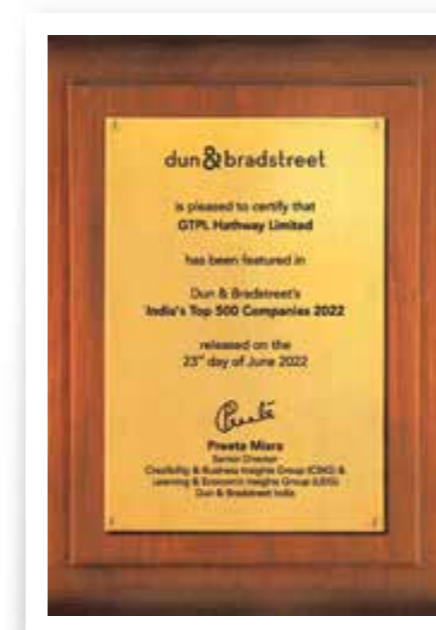 dun&bradstreet
is pleased to certify that
GTPL Hathway Limited
has been featured in
Dun & Bradstreet's
India's Top 500 Companies 2022
released on the
23rd day of June 2022
Preeta Misra
Senior Director
Credibility & Business Insights Group (CBIG) &
Learning & Economic Insights Group (LEIG)
Dun & Bradstreet India